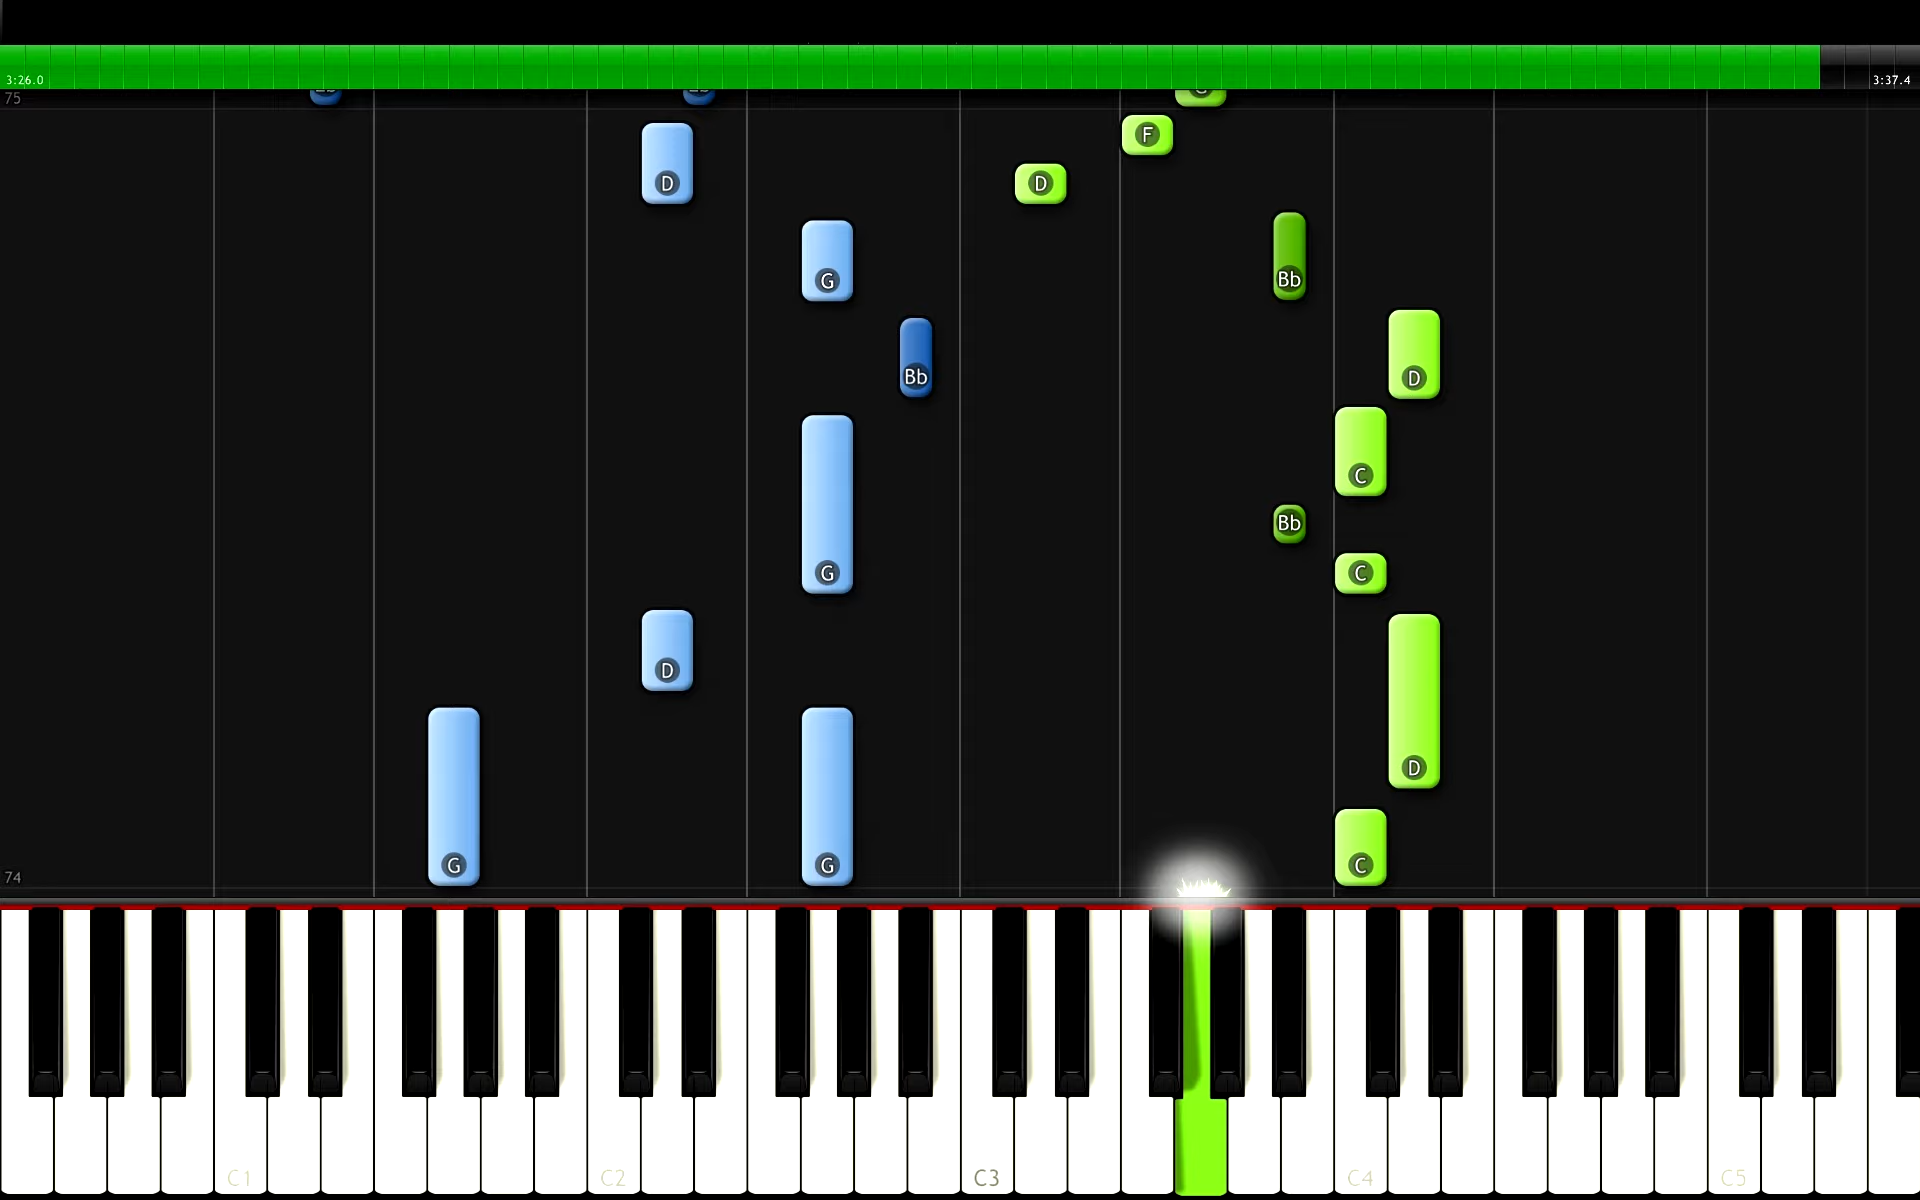 3:26.0 3:37.4
75
F
D D
Bb
G
D
Bb
C
Bb
G C
D
D
G G C
74
C1 C2 C3 C4 C5